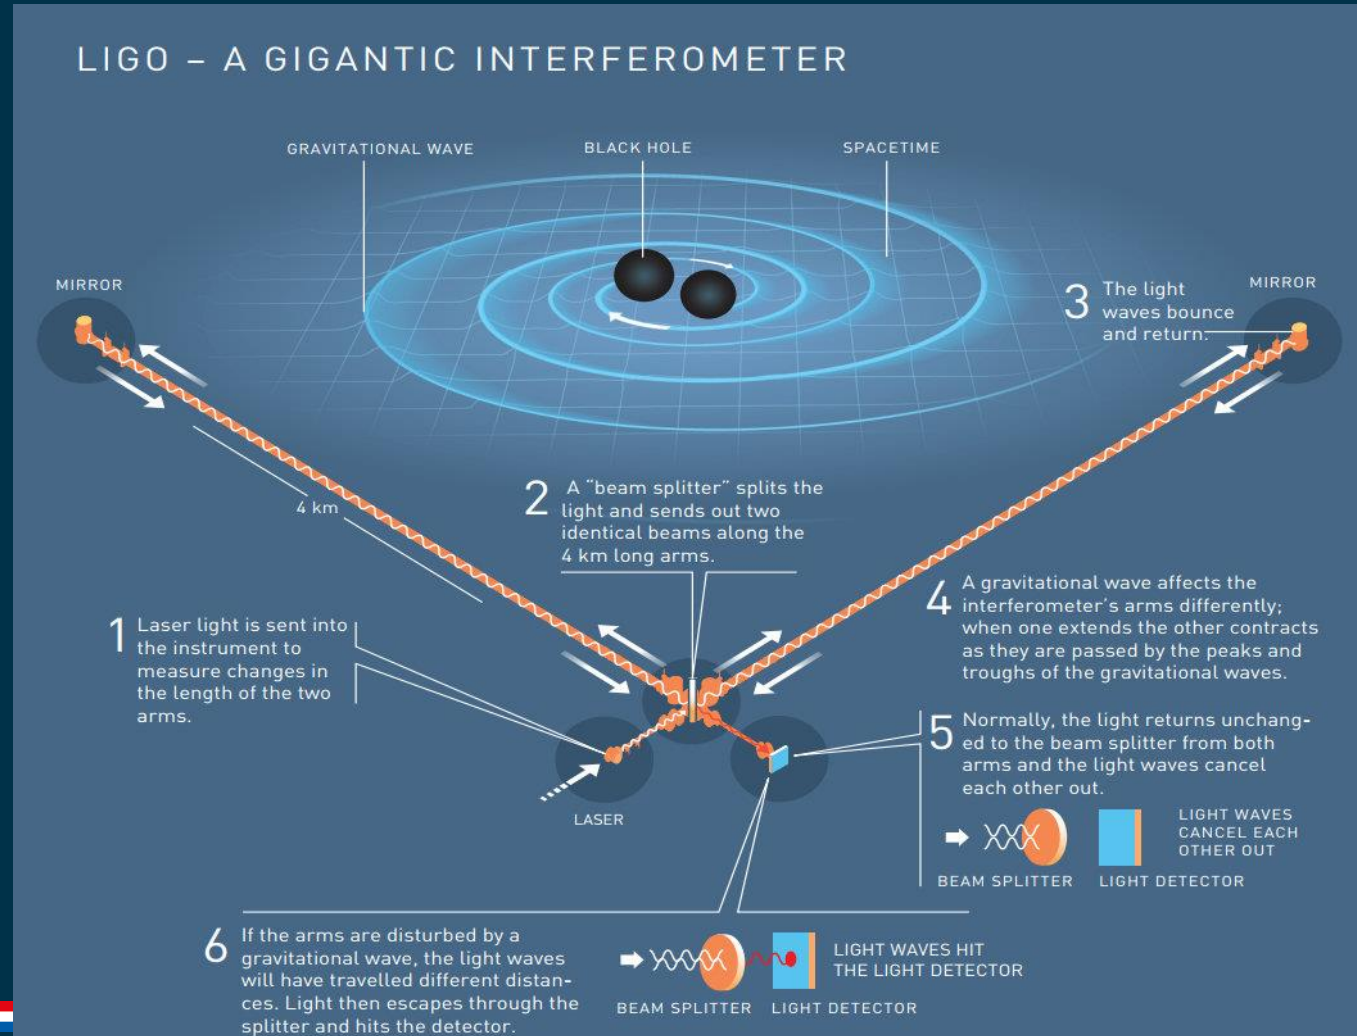 LIGO – A GIGANTIC INTERFEROMETER
GRAVITATIONAL WAVE
BLACK HOLE
SPACETIME
MIRROR
MIRROR
3 The light
waves bounce
and return.
4 km
2 A “beam splitter” splits the
light and sends out two
identical beams along the
4 km long arms.
1 Laser light is sent into
the instrument to
measure changes in
the length of the two
arms.
4 A gravitational wave affects the
interferometer’s arms differently;
when one extends the other contracts
as they are passed by the peaks and
troughs of the gravitational waves.
5 Normally, the light returns unchang-
ed to the beam splitter from both
arms and the light waves cancel
each other out.
LASER
LIGHT WAVES
CANCEL EACH
OTHER OUT
BEAM SPLITTER
LIGHT DETECTOR
6 If the arms are disturbed by a
gravitational wave, the light waves
will have travelled different distan-
ces. Light then escapes through the
splitter and hits the detector.
LIGHT WAVES HIT
THE LIGHT DETECTOR
BEAM SPLITTER
LIGHT DETECTOR